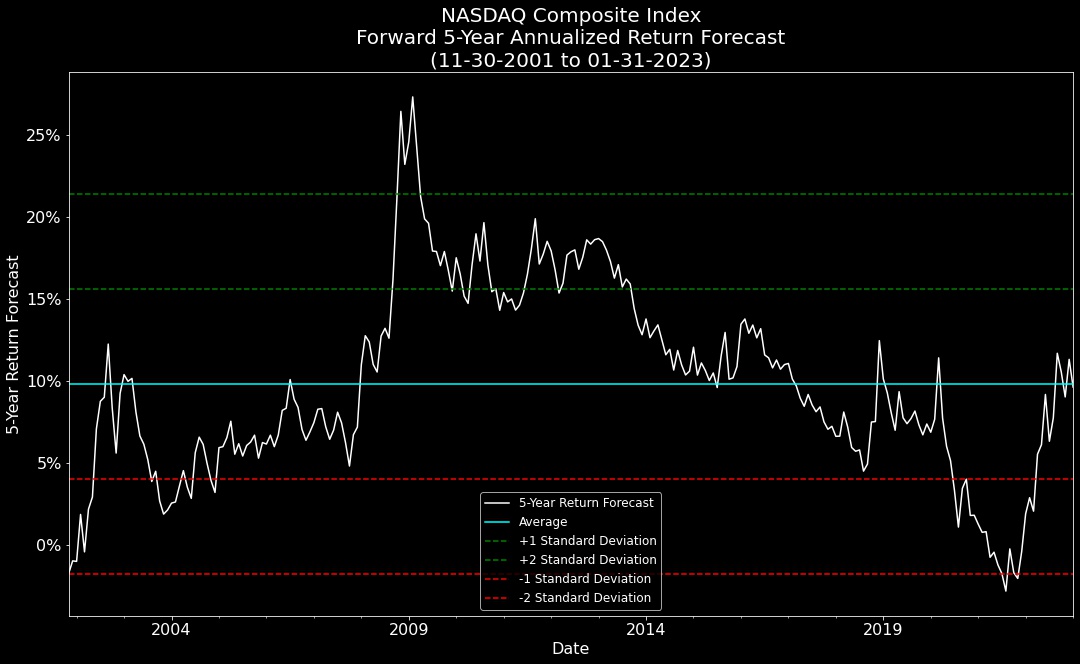 NASDAQ Composite Index
Forward 5-Year Annualized Return Forecast
(11-30-2001 to 01-31-2023)
25%
20%
15%
10%
5%
0%
5-Year Return Forecast
5-Year Return Forecast
Average
+1 Standard Deviation
+2 Standard Deviation
-1 Standard Deviation
-2 Standard Deviation
2004
2009
2014
2019
Date